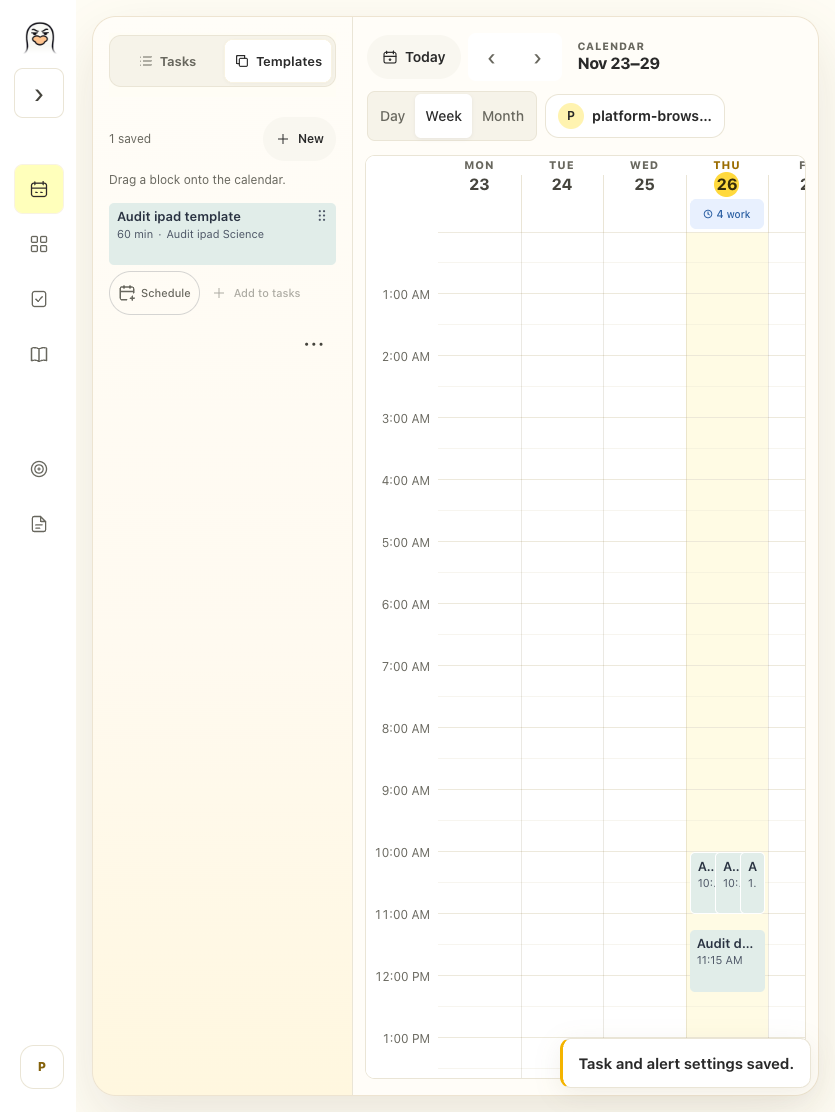 Tasks
Templates
1 saved
New
Drag a block onto the calendar.
Audit ipad template
60 min · Audit ipad Science
Schedule
Add to tasks
Today
CALENDAR
Nov 23–29
Day
Week
Month
P
platform-brows...
MON
23
TUE
24
WED
25
THU
26
4 work
1:00 AM
2:00 AM
3:00 AM
4:00 AM
5:00 AM
6:00 AM
7:00 AM
8:00 AM
9:00 AM
10:00 AM
A.. A.. A
10: 10: 1.
11:00 AM
Audit d...
11:15 AM
12:00 PM
1:00 PM
Task and alert settings saved.
P